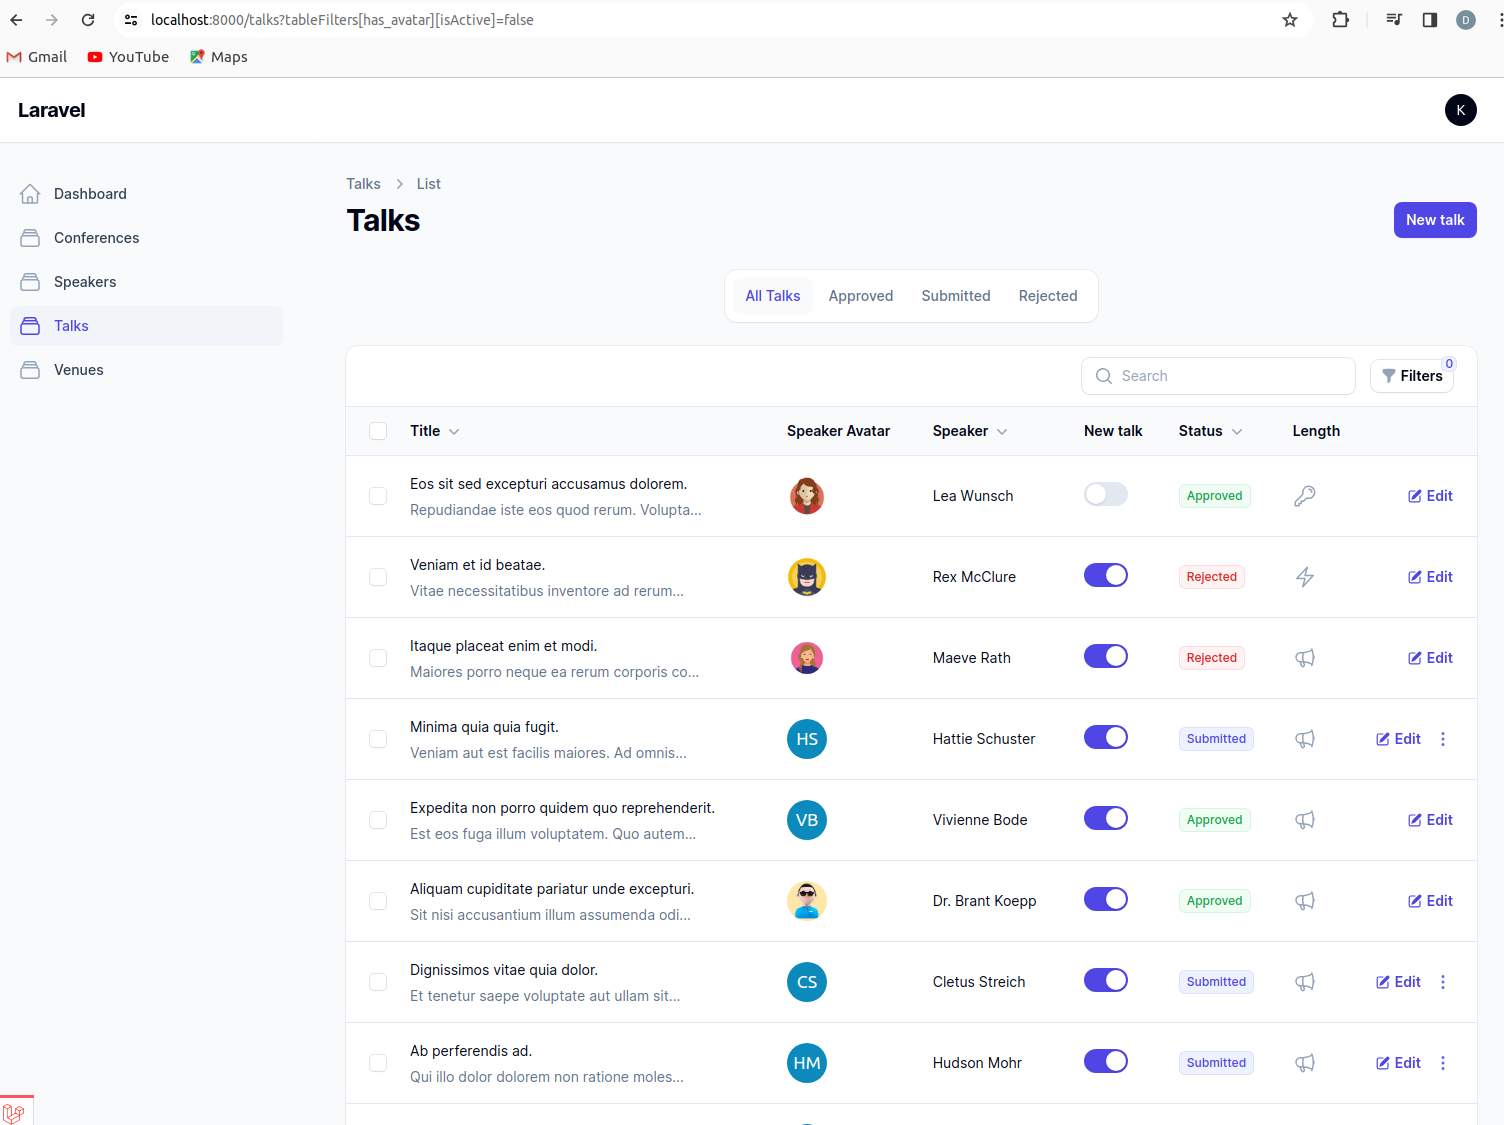 localhost:8000/talks?tableFilters[has_avatar][isActive]=false
D
Gmail YouTube Maps
Laravel
K
Dashboard
Conferences
Speakers
Talks
Venues
Talks > List
Talks
New talk
All Talks Approved Submitted Rejected
Search
Filters 0
Title Speaker Avatar Speaker New talk Status Length
Eos sit sed excepturi accusamus dolorem.
Repudiandae iste eos quod rerum. Volupta...
Lea Wunsch Approved Edit
Veniam et id beatae.
Vitae necessitatibus inventore ad rerum...
Rex McClure Rejected Edit
Itaque placeat enim et modi.
Maiores porro neque ea rerum corporis co...
Maeve Rath Rejected Edit
Minima quia quia fugit.
Veniam aut est facilis maiores. Ad omnis...
HS Hattie Schuster Submitted Edit
Expedita non porro quidem quo reprehenderit.
Est eos fuga illum voluptatem. Quo autem...
VB Vivienne Bode Approved Edit
Aliquam cupiditate pariatur unde excepturi.
Sit nisi accusantium illum assumenda odi...
Dr. Brant Koepp Approved Edit
Dignissimos vitae quia dolor.
Et tenetur saepe voluptate aut ullam sit...
CS Cletus Streich Submitted Edit
Ab perferendis ad.
Qui illo dolor dolorem non ratione moles...
HM Hudson Mohr Submitted Edit